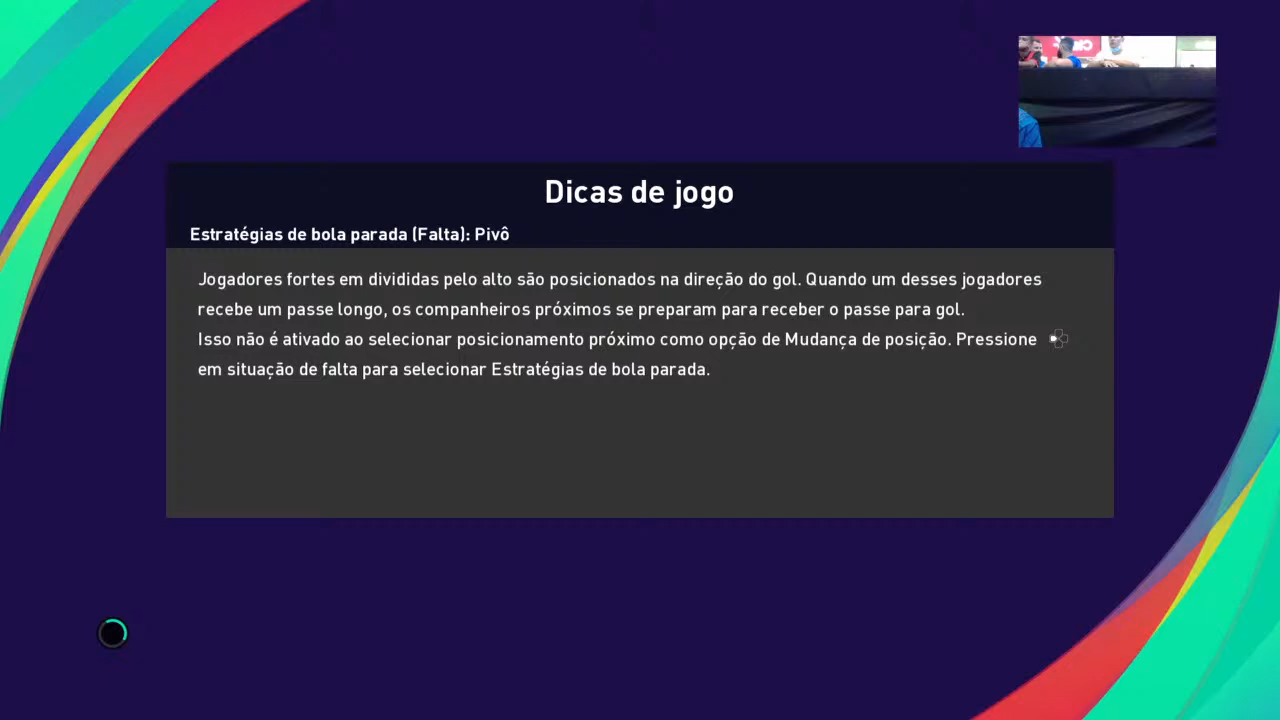 Dicas de jogo
Estratégias de bola parada (Falta): Pivô
Jogadores fortes em divididas pelo alto são posicionados na direção do gol. Quando um desses jogadores
recebe um passe longo, os companheiros próximos se preparam para receber o passe para gol.
Isso não é ativado ao selecionar posicionamento próximo como opção de Mudança de posição. Pressione
em situação de falta para selecionar Estratégias de bola parada.